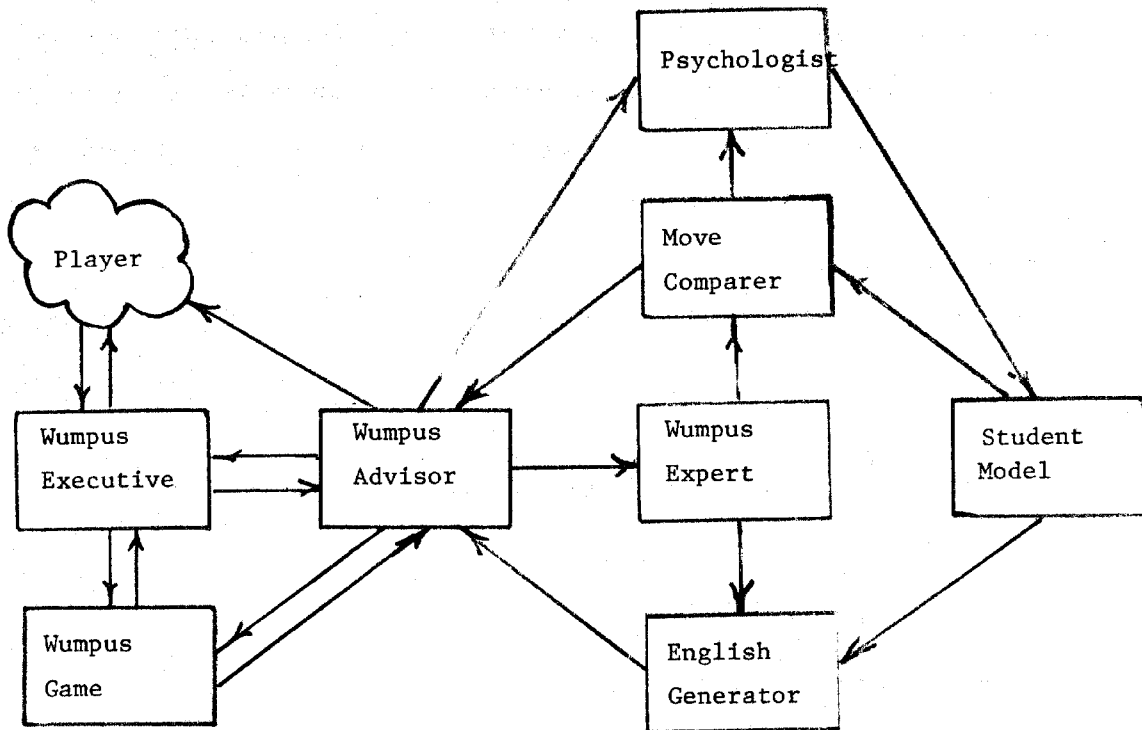 Psychologist
Move
Comparer
Player
Wumpus
Executive
Wumpus
Advisor
Wumpus
Expert
Student
Model
Wumpus
Game
English
Generator